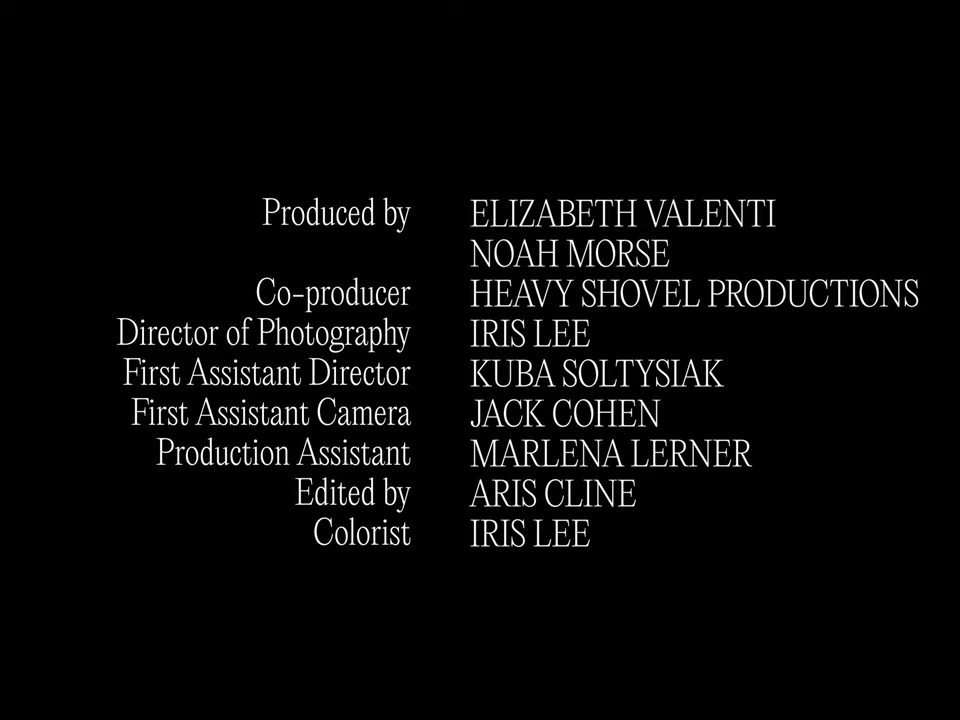 Produced by ELIZABETH VALENTI
NOAH MORSE
Co-producer HEAVY SHOVEL PRODUCTIONS
Director of Photography IRIS LEE
First Assistant Director KUBA SOLTYSIAK
First Assistant Camera JACK COHEN
Production Assistant MARLENA LERNER
Edited by ARIS CLINE
Colorist IRIS LEE